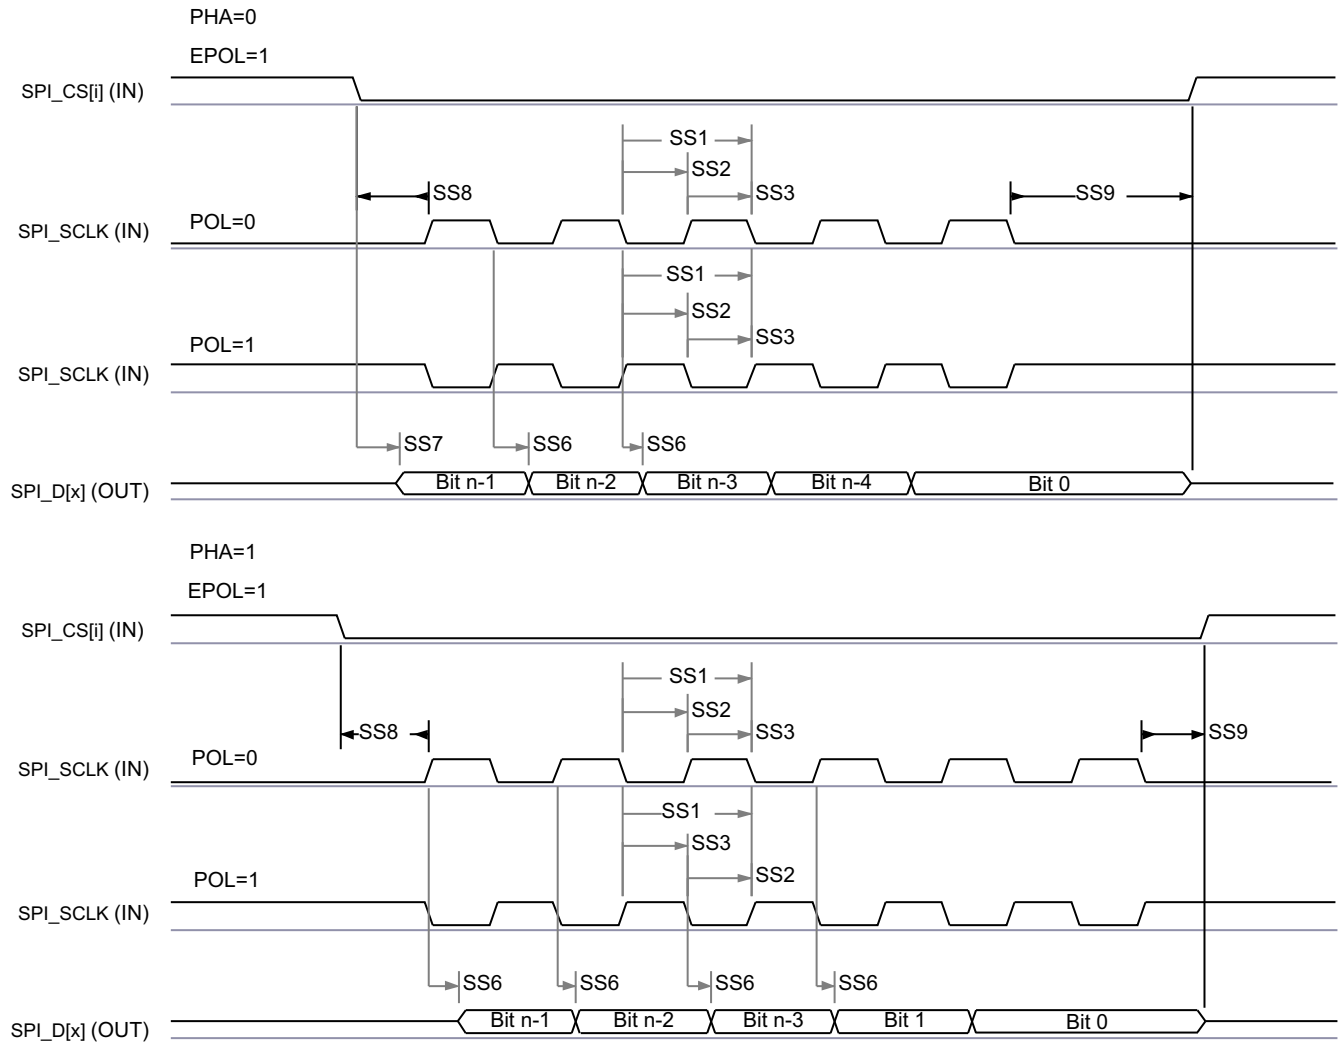 PHA=0
EPOL=1
SPI_CS[i] (IN)
SS1
SS2
SS8 SS3 SS9
POL=0
SPI_SCLK (IN)
SS1
SS2
SS3
POL=1
SPI_SCLK (IN)
SS7 SS6 SS6
SPI_D[x] (OUT) Bit n-1 Bit n-2 Bit n-3 Bit n-4 Bit 0
PHA=1
EPOL=1
SPI_CS[i] (IN)
SS1
SS2
SS8 SS3 SS9
POL=0
SPI_SCLK (IN)
SS1
SS3
SS2
POL=1
SPI_SCLK (IN)
SS6 SS6 SS6 SS6
SPI_D[x] (OUT) Bit n-1 Bit n-2 Bit n-3 Bit 1 Bit 0